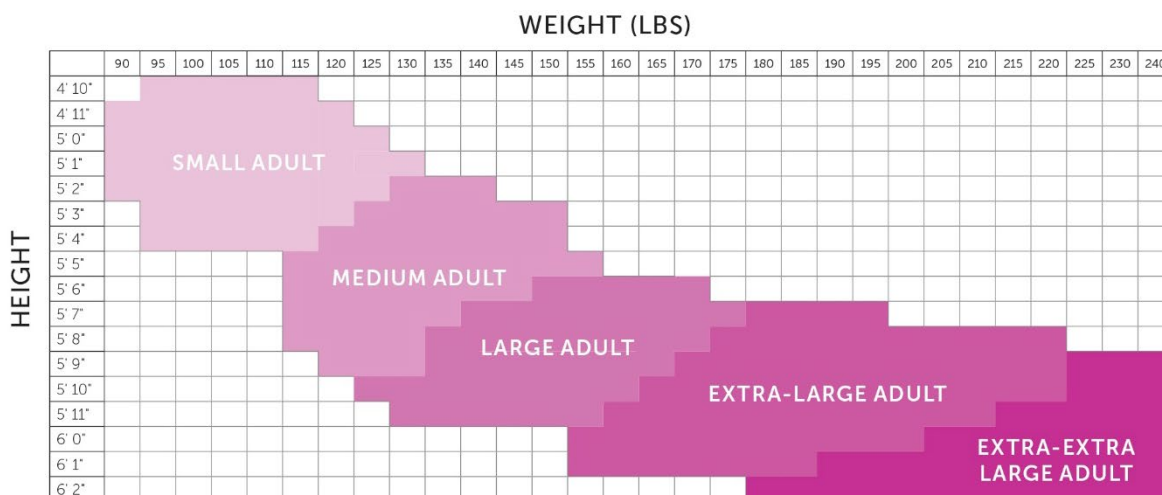 WEIGHT (LBS)
90 95 100 105 110 115 120 125 130 135 140 145 150 155 160 165 170 175 180 185 190 195 200 205 210 215 220 225 230 240
HEIGHT
4' 10"
4' 11"
5' 0"
5' 1"
5' 2"
5' 3"
5' 4"
5' 5"
5' 6"
5' 7"
5' 8"
5' 9"
5' 10"
5' 11"
6' 0"
6' 1"
6' 2"
SMALL ADULT
MEDIUM ADULT
LARGE ADULT
EXTRA-LARGE ADULT
EXTRA-EXTRA
LARGE ADULT